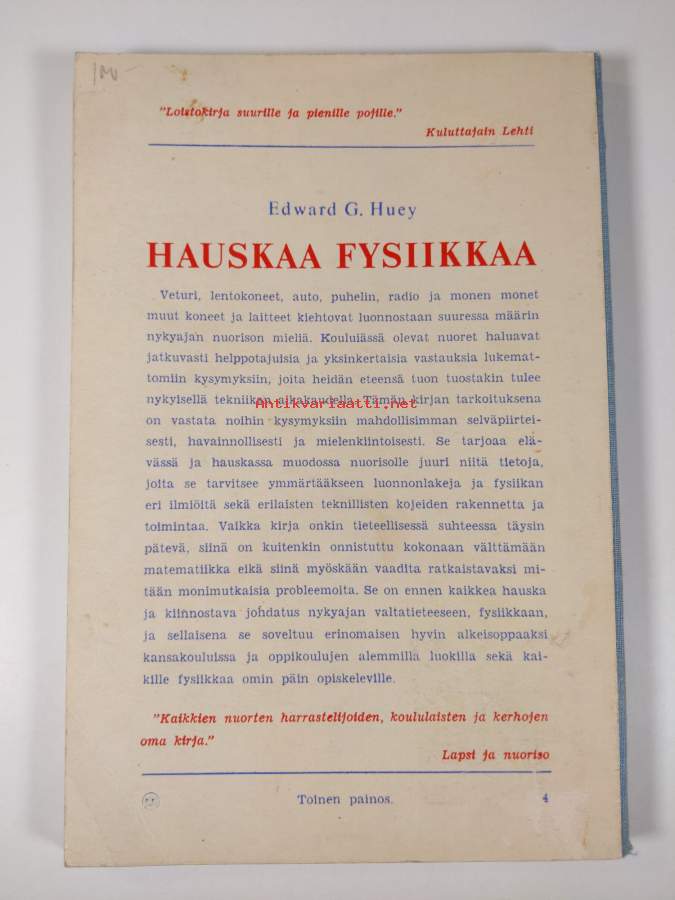 "Loistokirja suurille ja pienille pojille."
Kuluttajain Lehti
Edward G. Huey
HAUSKAA FYSIIKKAA
Veturi, lentokoneet, auto, puhelin, radio ja monen monet
muut koneet ja laitteet kiehtovat luonnostaan suuressa määrin
nykyajan nuorison mieliä. Kouluiässä olevat nuoret haluavat
jatkuvasti helppotajuisia ja yksinkertaisia vastauksia lukemat-
tomiin kysymyksiin, joita heidän eteensä tuon tuostakin tulee
nykyisellä tekniikan aikakaudella. Tämän kirjan tarkoituksena
Antikvariaatti.net
on vastata noihin kysymyksiin mahdollisimman selväpiirtei-
sesti, havainnollisesti ja mielenkiintoisesti. Se tarjoaa elä-
vässä ja hauskassa muodossa nuorisolle juuri niitä tietoja,
joita se tarvitsee ymmärtääkseen luonnonlakeja ja fysiikan
eri ilmiöitä sekä erilaisten teknillisten kojeiden rakennetta ja
toimintaa. Vaikka kirja onkin tieteellisessä suhteessa täysin
pätevä, siinä on kuitenkin onnistuttu kokonaan välttämään
matematiikka eikä siinä myöskään vaadita ratkaistavaksi mi-
tään monimutkaisia probleemoita. Se on ennen kaikkea hauska
ja kiinnostava johdatus nykyajan valtatieteeseen, fysiikkaan,
ja sellaisena se soveltuu erinomaisen hyvin alkeisoppaaksi
kansakouluissa ja oppikoulujen alemmilla luokilla sekä kai-
kille fysiikkaa omin päin opiskeleville.
"Kaikkien nuorten harrastelijoiden, koululaisten ja kerhojen
oma kirja."
Lapsi ja nuoriso
Toinen painos. 4